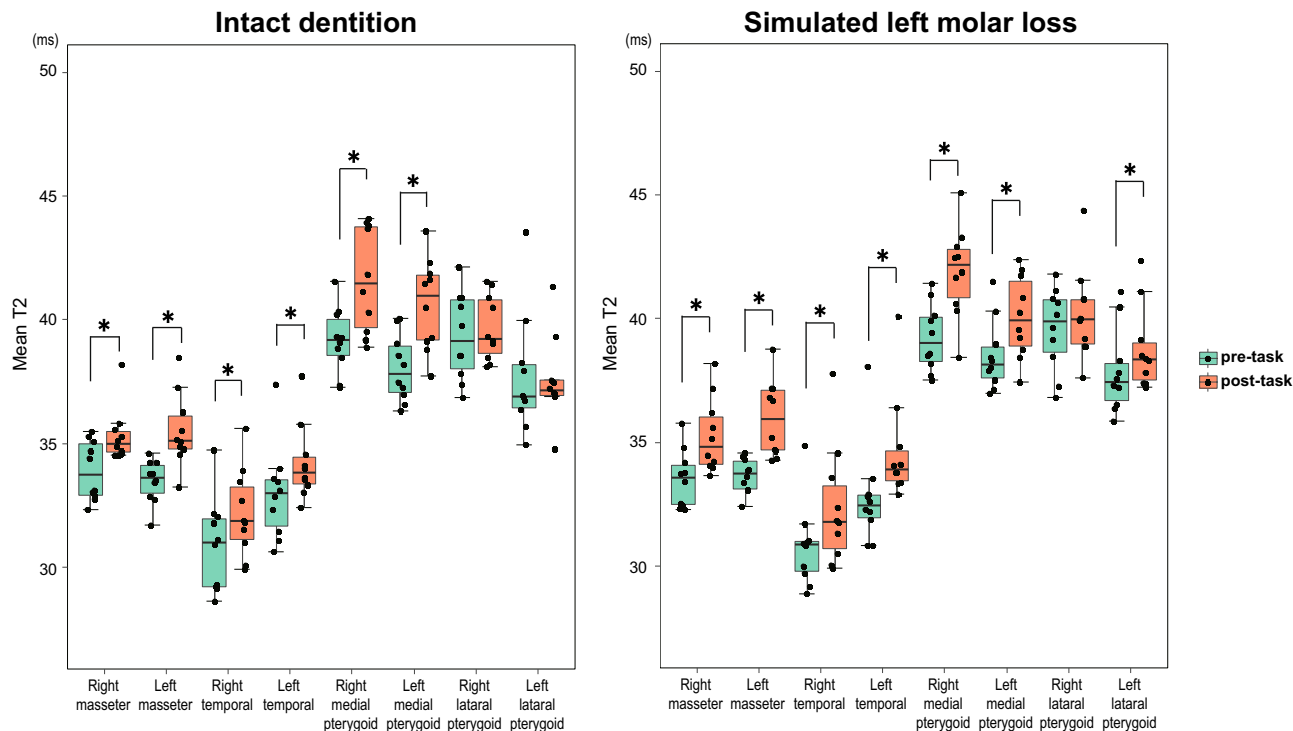 Intact dentition
(ms)
50
45
40
35
30
Mean T2
*
*
*
*
*
*
Right
masseter
Left
masseter
Right
temporal
Left
temporal
Right
medial
pterygoid
Left
medial
pterygoid
Right
lataral
pterygoid
Left
lataral
pterygoid
Simulated left molar loss
(ms)
50
45
40
35
30
Mean T2
*
*
*
*
*
*
*
Right
masseter
Left
masseter
Right
temporal
Left
temporal
Right
medial
pterygoid
Left
medial
pterygoid
Right
lataral
pterygoid
Left
lataral
pterygoid
pre-task
post-task